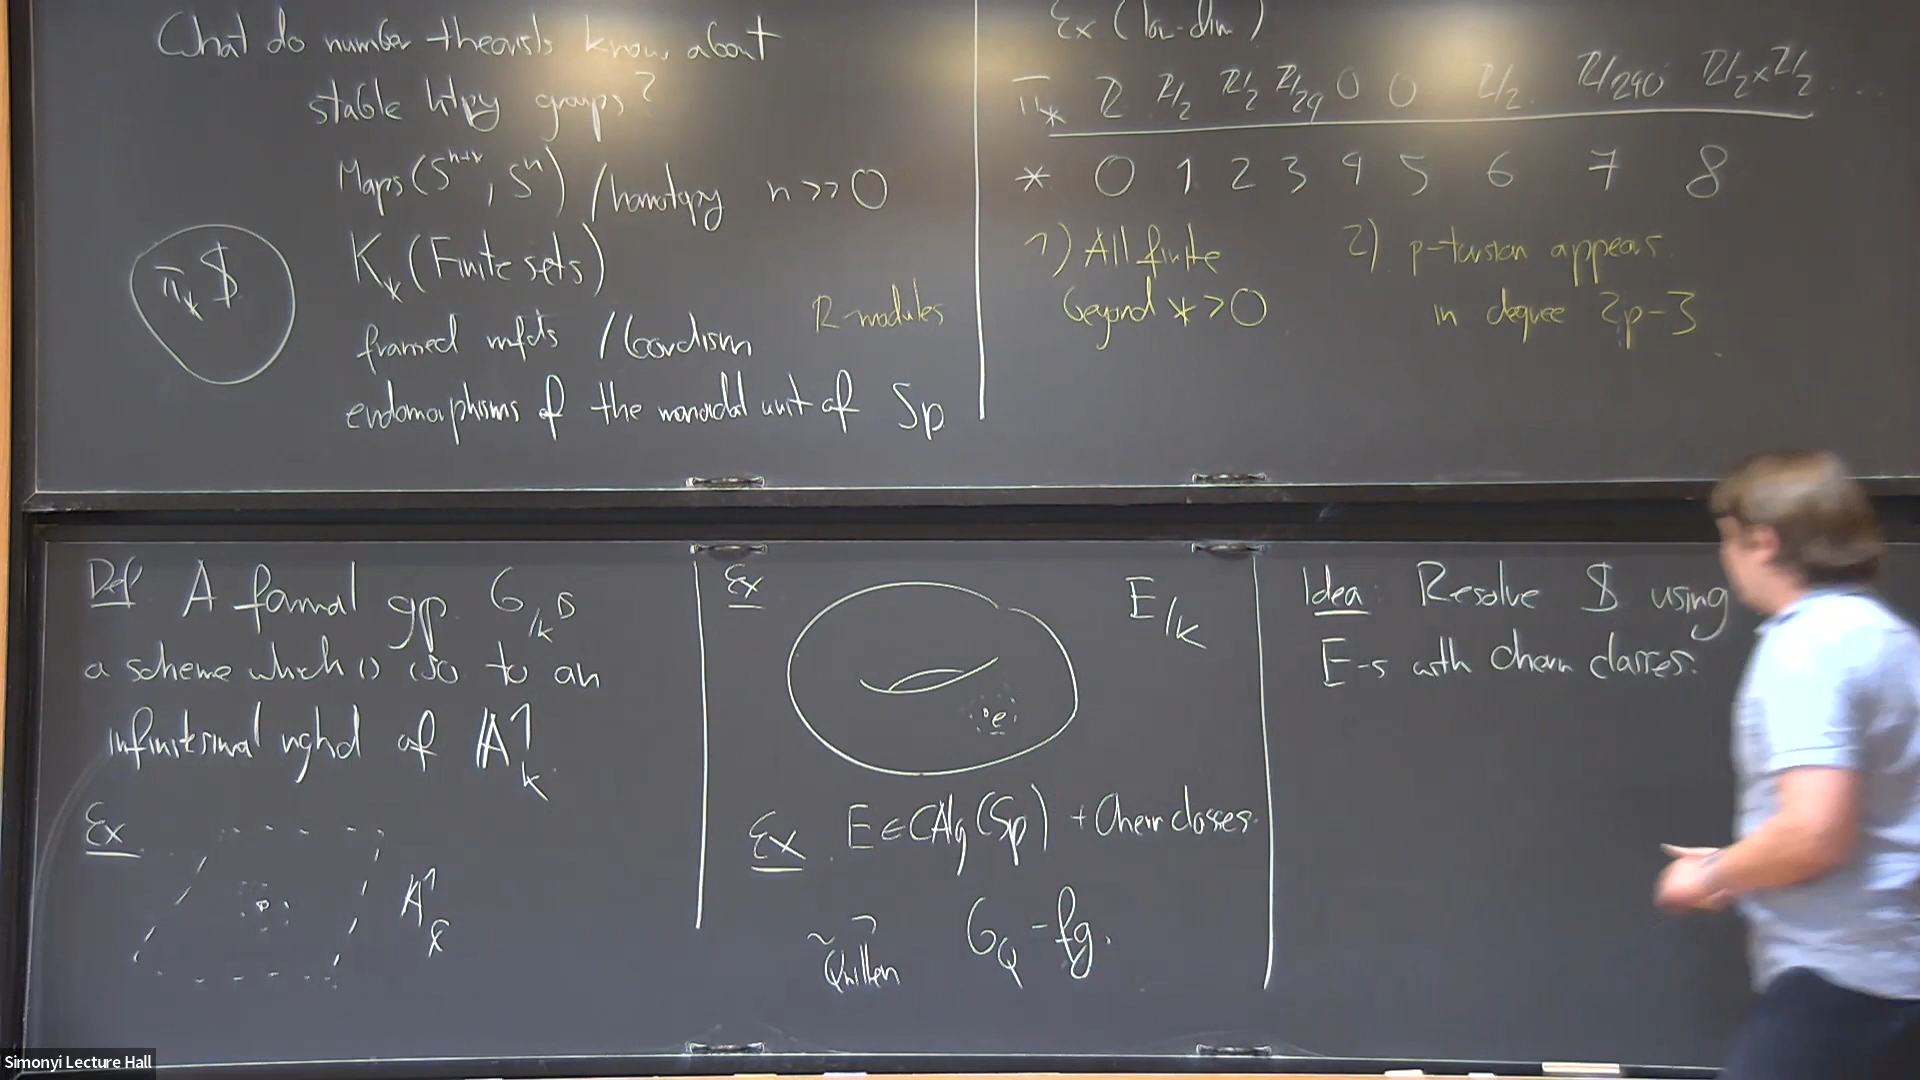 What do number theorists know about
stable htpy groups?
Maps(S^{n+k}, S^n) /homotopy n>>0
π_* $
K_*(Finite sets)
framed mfds /bordism
R-modules
endomorphisms of the monoidal unit of Sp
Ex (low-dim)
π_* Z Z/2 Z/2 Z/24 0 0 Z/2 Z/240 Z/2×Z/2 ...
* 0 1 2 3 4 5 6 7 8
1) All finite
beyond *>0
2) p-torsion appears
in degree 2p-3
Def A formal gp G/k is
a scheme which is iso to an
infinitesimal nghd of A^1_k.
Ex
A^1_k
Ex
E/k
e
Ex E∈CAlg(Sp) + Chern classes.
Quillen
G_Q - fg.
Idea: Resolve $ using
E-s with Chern classes.
Simonyi Lecture Hall